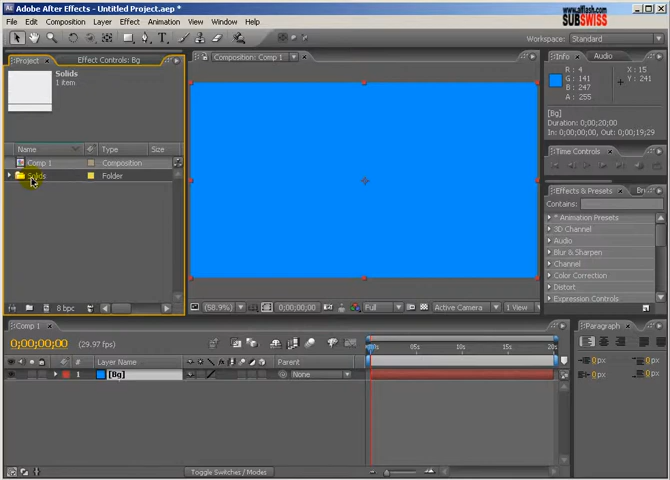 Adobe After Effects - Untitled Project.aep *
www.alflash.com
SUBSWISS
File Edit Composition Layer Effect Animation View Window Help
Workspace: Standard
Project Effect Controls: Bg
Composition: Comp 1
Info Audio
Solids
1 item
R : 4
G : 141
B : 247
A : 255
X : 15
Y : 241
[Bg]
Duration: 0;00;20;00
In: 0;00;00;00, Out: 0;00;19;29
Time Controls
Name Type Size
Comp 1 Composition
Solids Folder
Effects & Presets Br
Contains:
* Animation Presets
3D Channel
Audio
Blur & Sharpen
Channel
Color Correction
Distort
Expression Controls
8 bpc
(58.9%) 0;00;00;00 Full Active Camera 1 View
Comp 1
Paragraph
0;00;00;00 (29.97 fps)
# Layer Name Parent
00s 05s 10s 15s 20s
1 [Bg] None
0 px 0 px
0 px 0 px
Toggle Switches / Modes